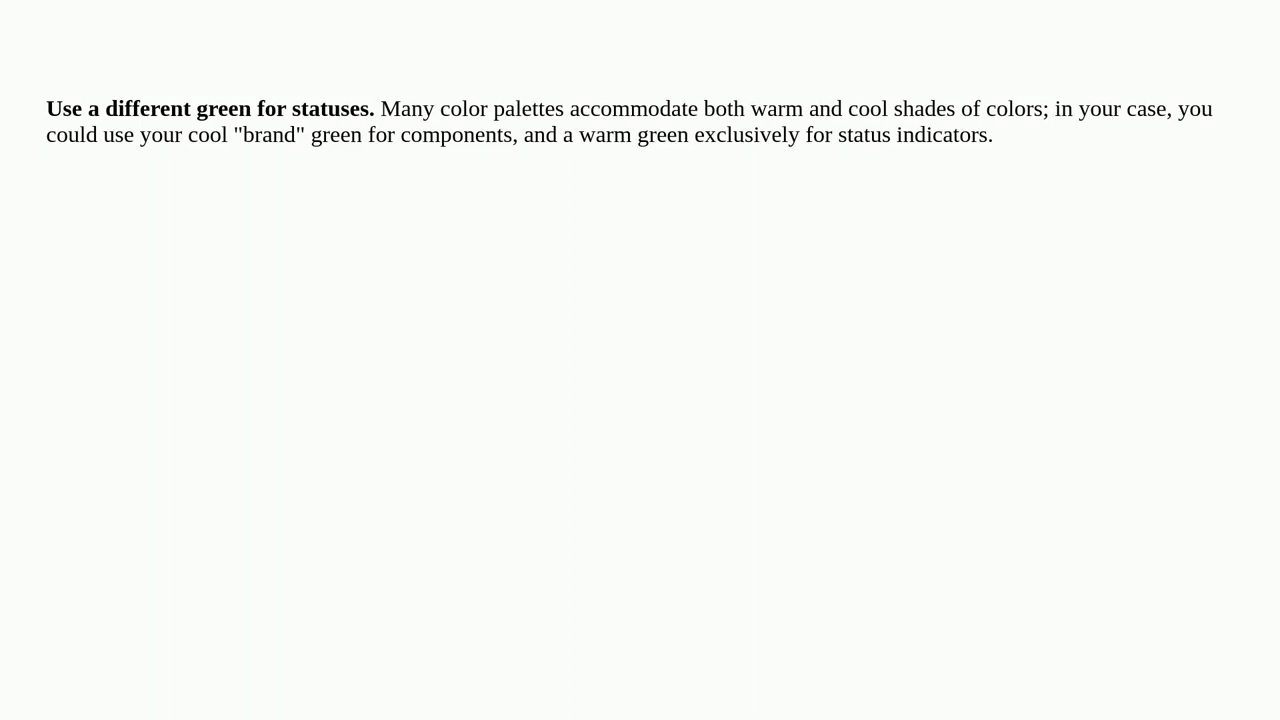 Use a different green for statuses. Many color palettes accommodate both warm and cool shades of colors; in your case, you
could use your cool "brand" green for components, and a warm green exclusively for status indicators.